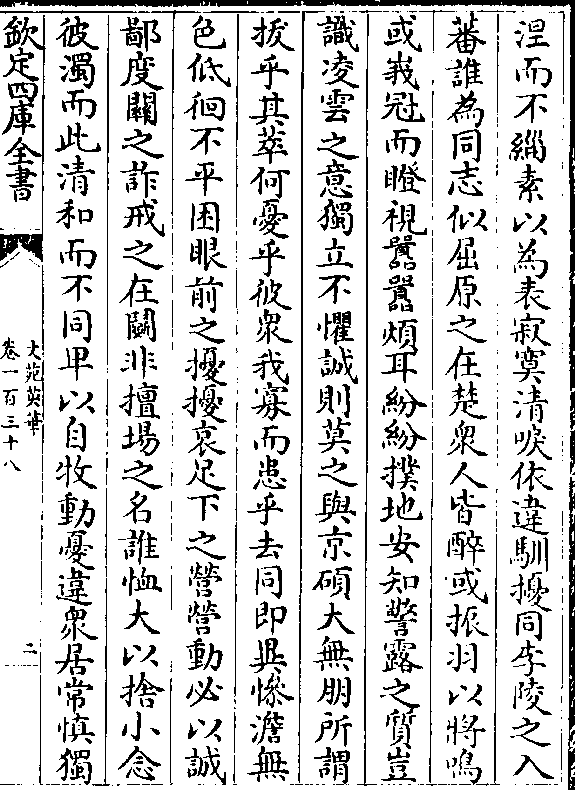 涅而不緇素以為表寂寞清唳依違馴擾同李陵之入
蕃誰為同志似屈原之在楚衆人皆醉或振羽以將鳴
或峩冠而瞪視嚻嚻煩耳紛紛撲地安知警露之質豈
識凌雲之意獨立不懼誠則莫之與京碩大無朋所謂
拔乎其萃何憂乎彼衆我寡而患乎去同即異慘澹無
色低徊不平困眼前之擾擾哀足下之營營動必以誠
鄙度關之詐戒之在鬭非擅場之名誰恤大以捨小念
彼濁而此清和而不同卑以自牧動憂違衆居常慎獨
欽定四庫全書
文苑英華
卷一百三十八
二